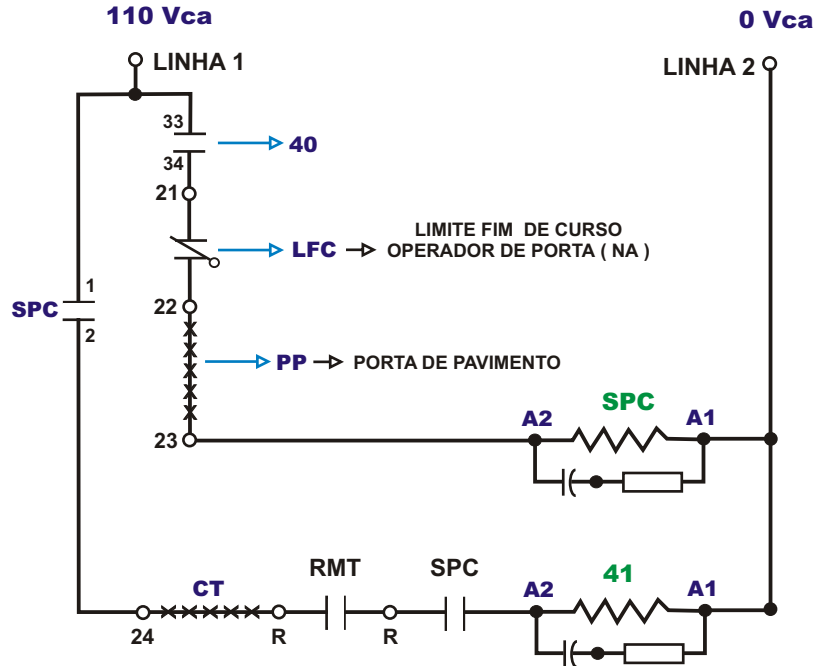 110 Vca
0 Vca
LINHA 1
LINHA 2
33
34
40
21
LFC
LIMITE FIM DE CURSO
OPERADOR DE PORTA ( NA )
SPC
1
2
22
PP
PORTA DE PAVIMENTO
23
A2
SPC
A1
24
CT
R
RMT
R
SPC
A2
41
A1